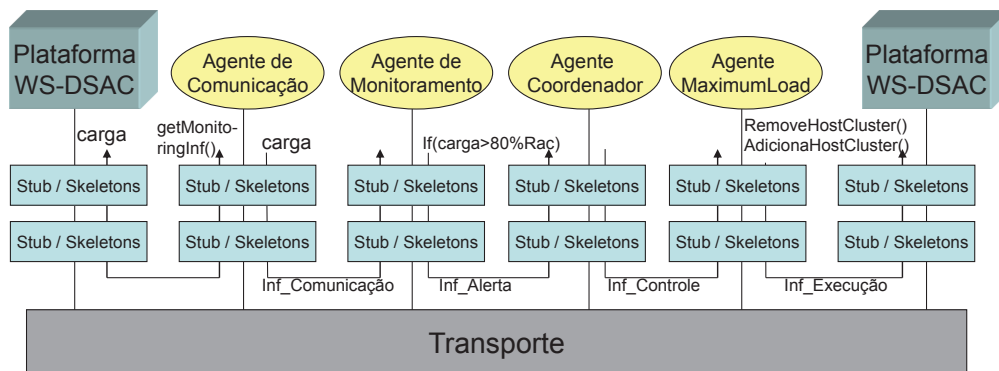 Plataforma
WS-DSAC
Agente de
Comunicação
Agente de
Monitoramento
Agente
Coordenador
Agente
MaximumLoad
Plataforma
WS-DSAC
carga
getMonito-
ringInf()
carga
If(carga>80%Rac)
RemoveHostCluster()
AdicionaHostCluster()
Stub / Skeletons
Stub / Skeletons
Stub / Skeletons
Stub / Skeletons
Stub / Skeletons
Stub / Skeletons
Stub / Skeletons
Stub / Skeletons
Stub / Skeletons
Stub / Skeletons
Stub / Skeletons
Stub / Skeletons
Inf_Comunicação
Inf_Alerta
Inf_Controle
Inf_Execução
Transporte